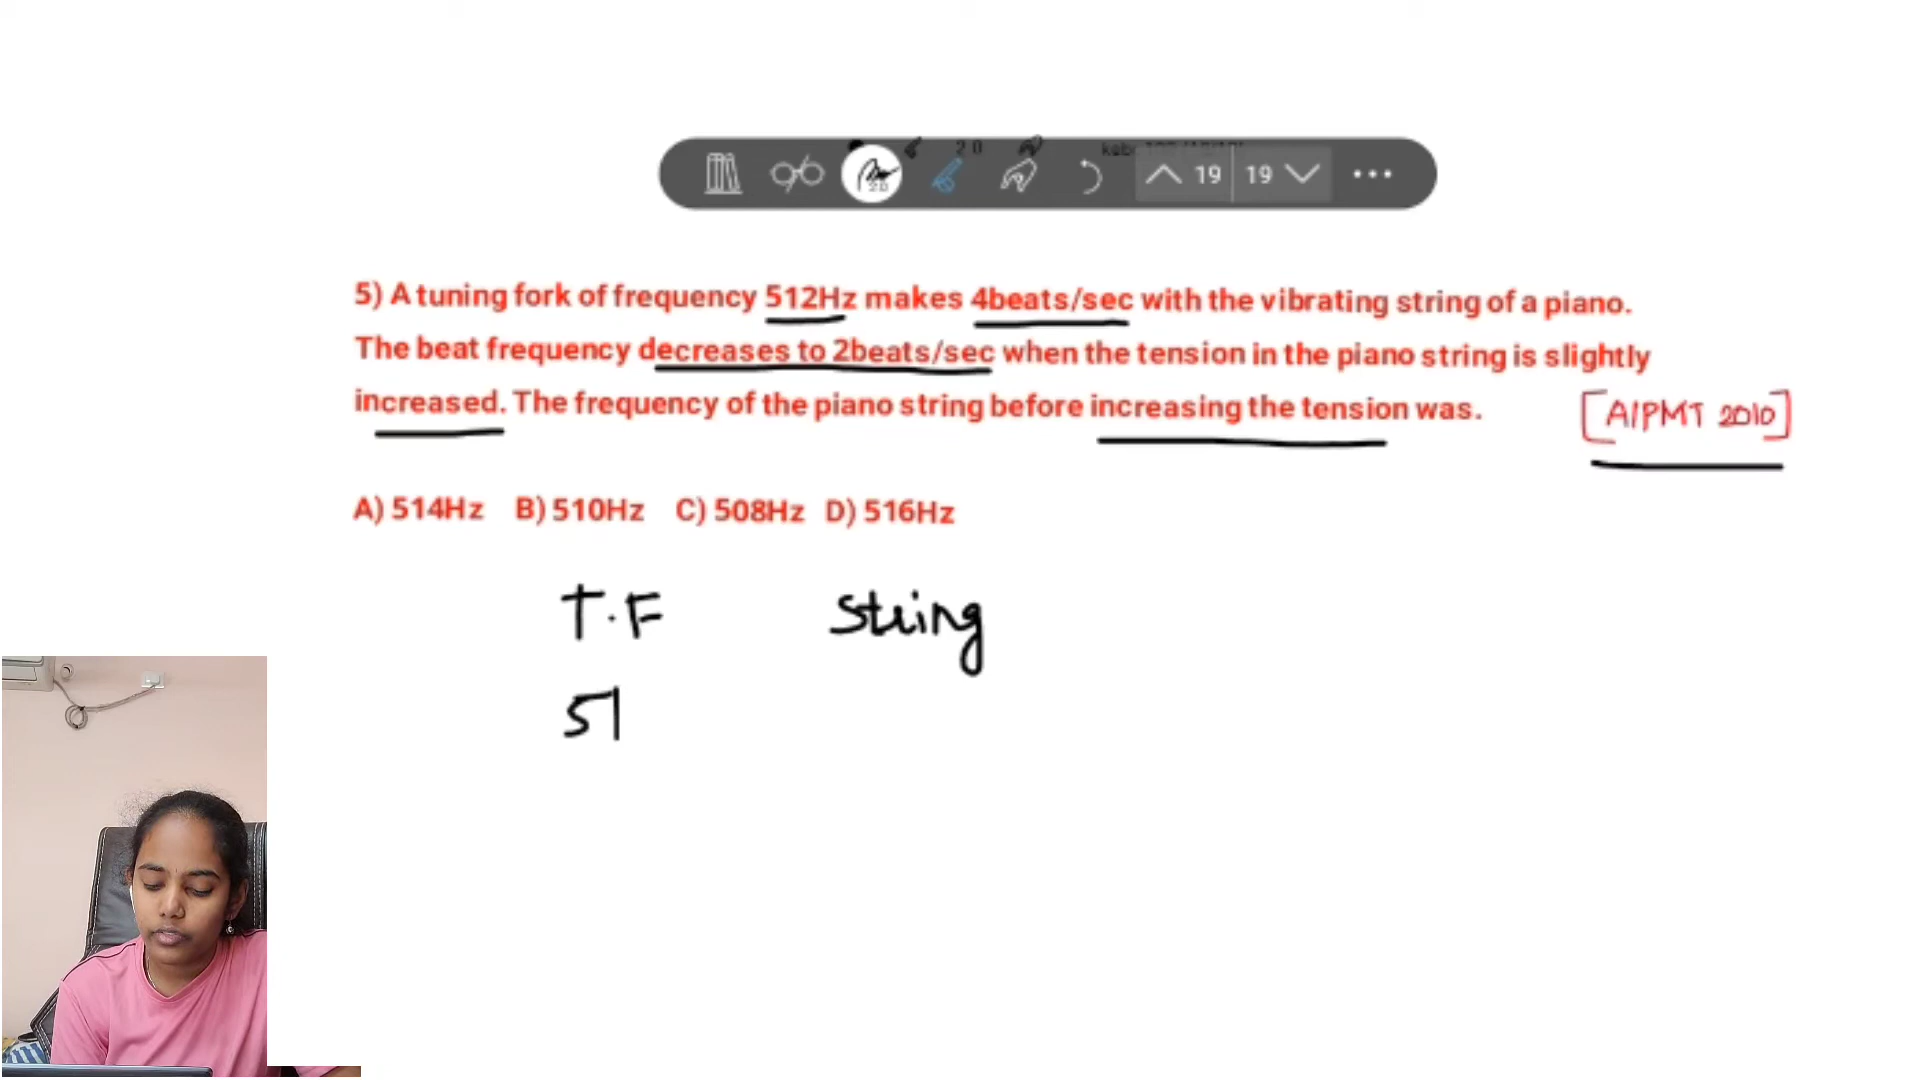 19 19
5) A tuning fork of frequency 512Hz makes 4beats/sec with the vibrating string of a piano.
The beat frequency decreases to 2beats/sec when the tension in the piano string is slightly
increased. The frequency of the piano string before increasing the tension was.
[AIPMT 2010]
A) 514Hz B) 510Hz C) 508Hz D) 516Hz
T.F String
51